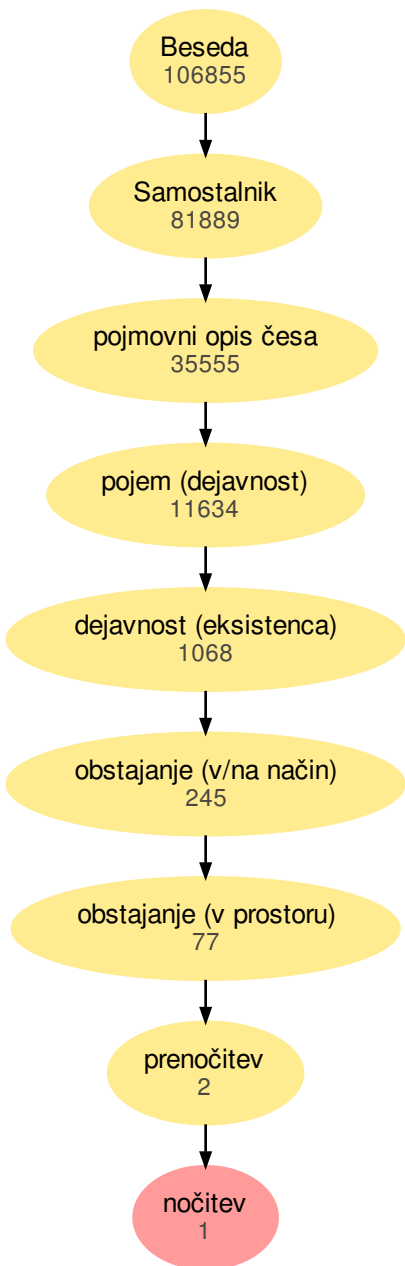 Beseda
106855
Samostalnik
81889
pojmovni opis česa
35555
pojem (dejavnost)
11634
dejavnost (eksistenca)
1068
obstajanje (v/na način)
245
obstajanje (v prostoru)
77
prenočitev
2
nočitev
1